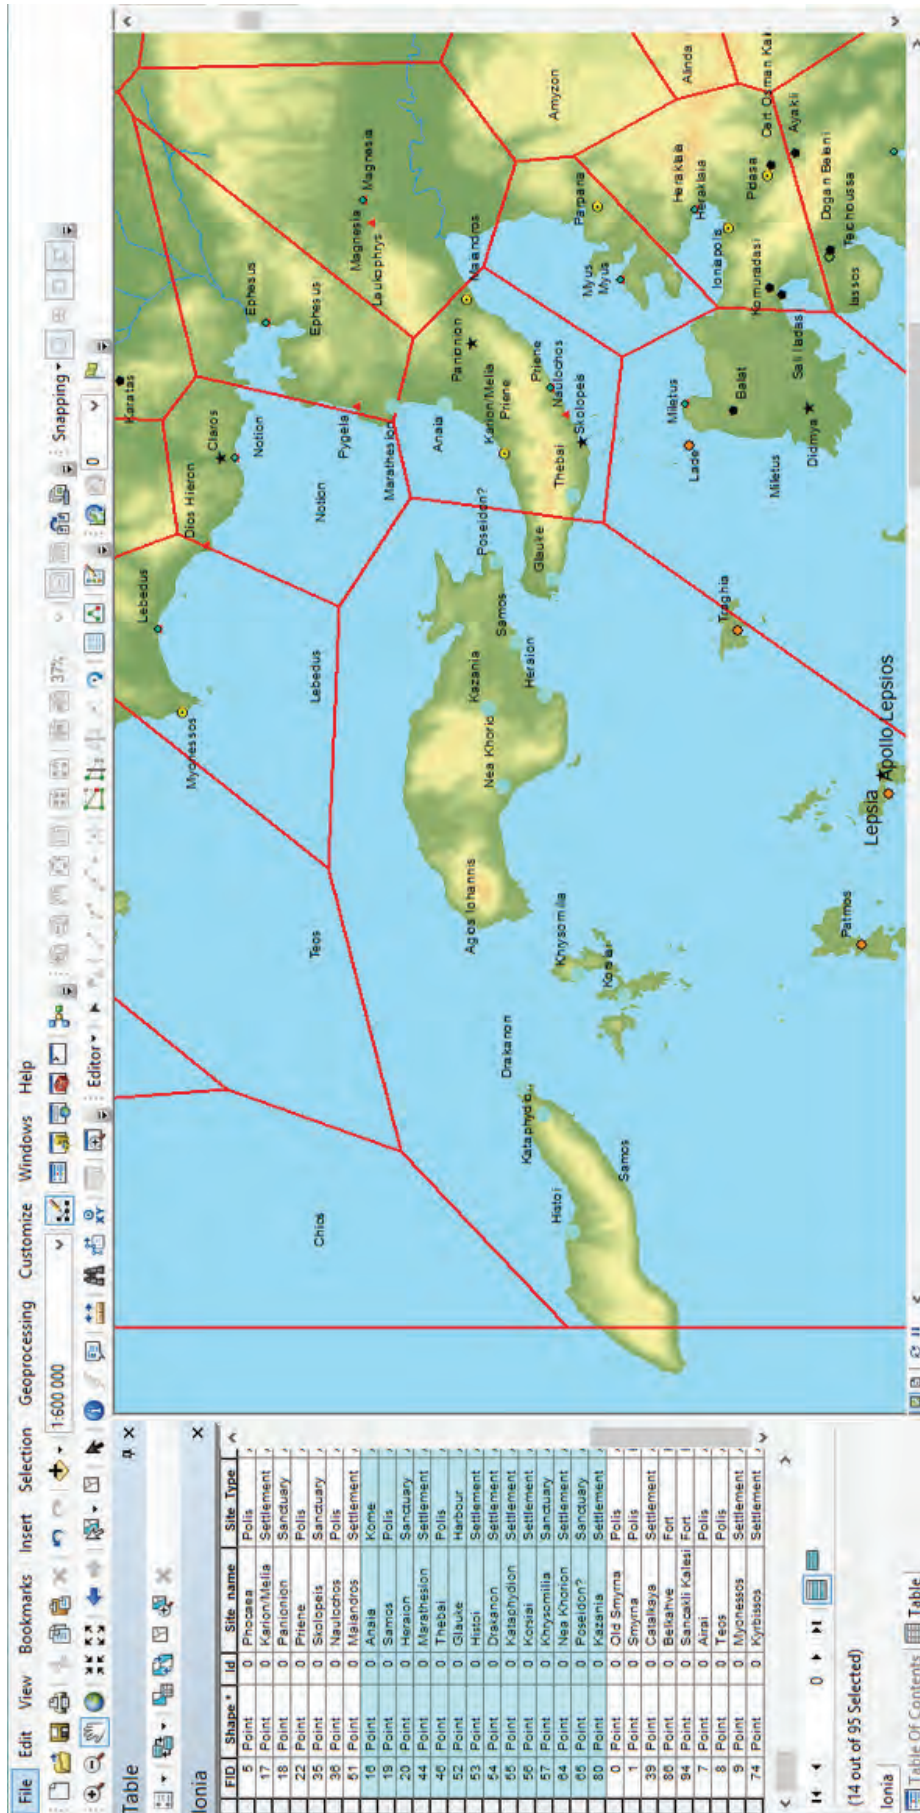 File Edit View Bookmarks Insert Selection Geoprocessing Customize Windows Help
1:600 000
Editor
37%
Snapping
0
Table
Ionia
FID Shape * Id Site name Site Type
5 Point 0 Phocaea Polis
17 Point 0 Karion/Melia Settlement
18 Point 0 Panionion Sanctuary
22 Point 0 Priene Polis
35 Point 0 Skolopeis Sanctuary
36 Point 0 Naulochos Polis
51 Point 0 Maiandros Settlement
16 Point 0 Anaia Kome
19 Point 0 Samos Polis
20 Point 0 Heraion Sanctuary
44 Point 0 Marathesion Settlement
46 Point 0 Thebai Polis
52 Point 0 Glauke Harbour
53 Point 0 Histoi Settlement
54 Point 0 Drakanon Settlement
55 Point 0 Kataphydion Settlement
56 Point 0 Korsiai Settlement
57 Point 0 Khrysomilia Sanctuary
64 Point 0 Nea Khorion Settlement
65 Point 0 Poseidon? Sanctuary
80 Point 0 Kazania Settlement
0 Point 0 Old Smyrna Polis
1 Point 0 Smyrna Polis
39 Point 0 Catalkaya Settlement
86 Point 0 Belkahve Fort
94 Point 0 Sancakli Kalesi Fort
7 Point 0 Airai Polis
8 Point 0 Teos Polis
9 Point 0 Myonessos Settlement
74 Point 0 Kyrbissos Settlement
0
(14 out of 95 Selected)
Ionia
Table Of Contents
Table
Karatas
Lebedus
Dios Hieron
Claros
Notion
Ephesus
Myonessos
Chios
Teos
Lebedus
Notion
Pygela
Ephesus
Magnesia
Magnesia
Leukophrys
Marathesion
Anaia
Panionion
Maiandros
Amyzon
Agios Iohannis
Nea Khorio
Kazania
Samos
Poseidon?
Karion/Melia
Priene
Heraion
Glauke
Thebai
Priene
Naulochos
Skolopeis
Parpana
Alinda
Drakanon
Kataphydio...
Histoi
Samos
Khrysomilia
Korsiai
Myus
Myus
Herakleia
Herakleia
Miletus
Lade
Balat
Ionapolis
Pidasa
Cert Osman Kal
Ayakli
Traghia
Miletus
Didmya
Komuradasi
Sali Iladas
Dogan Beleni
Teichoussa
Iassos
Patmos
Lepsia
Apollo Lepsios